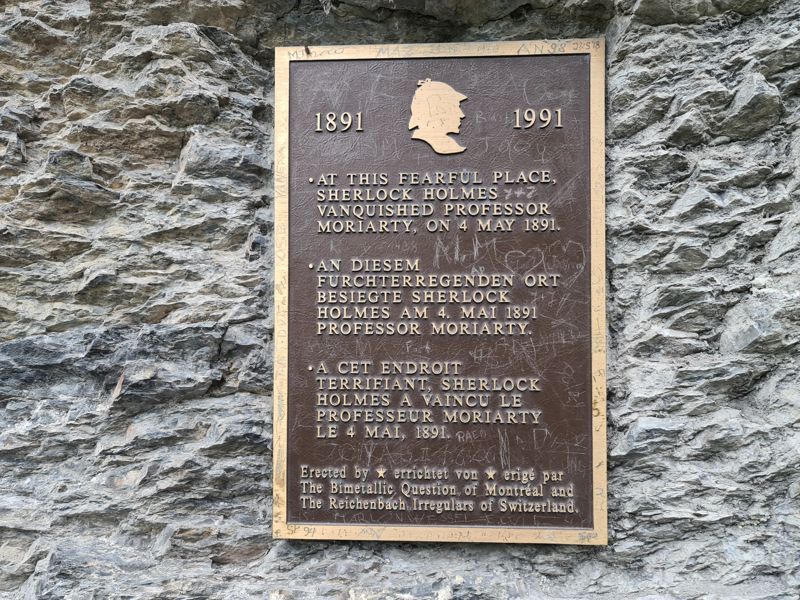 1891 1991
• AT THIS FEARFUL PLACE,
SHERLOCK HOLMES
VANQUISHED PROFESSOR
MORIARTY, ON 4 MAY 1891.
• AN DIESEM
FURCHTERREGENDEN ORT
BESIEGTE SHERLOCK
HOLMES AM 4. MAI 1891
PROFESSOR MORIARTY.
• A CET ENDROIT
TERRIFIANT, SHERLOCK
HOLMES A VAINCU LE
PROFESSEUR MORIARTY
LE 4 MAI, 1891.
Erected by ★ errichtet von ★ erigé par
The Bimetallic Question of Montréal and
The Reichenbach Irregulars of Switzerland.